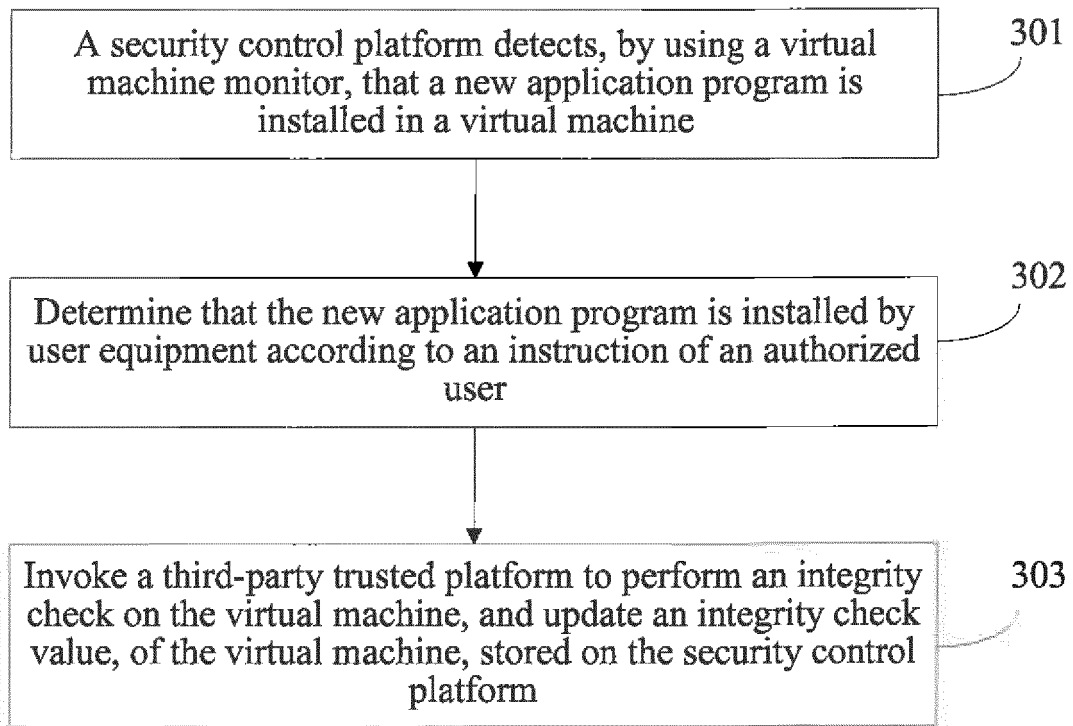 A security control platform detects, by using a virtual
machine monitor, that a new application program is
installed in a virtual machine
301
Determine that the new application program is installed by
user equipment according to an instruction of an authorized
user
302
Invoke a third-party trusted platform to perform an integrity
check on the virtual machine, and update an integrity check
value, of the virtual machine, stored on the security control
platform
303